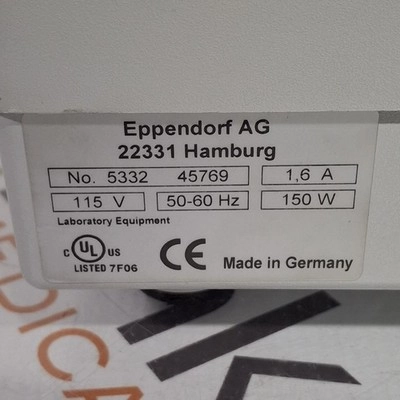 Eppendorf AG
22331 Hamburg
No. 5332 45769 1,6 A
115 V 50-60 Hz 150 W
Laboratory Equipment
C UL US
LISTED 7F06
CE
Made in Germany
MEDICA